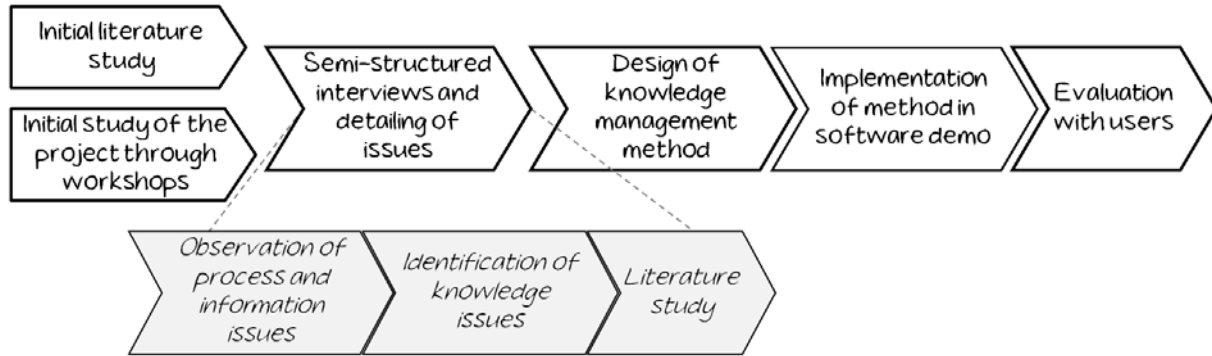 Initial literature
study
Initial study of the
project through
workshops
Semi-structured
interviews and
detailing of
issues
Design of
knowledge
management
method
Implementation
of method in
software demo
Evaluation
with users
Observation of
process and
information
issues
Identification of
knowledge
issues
Literature
study